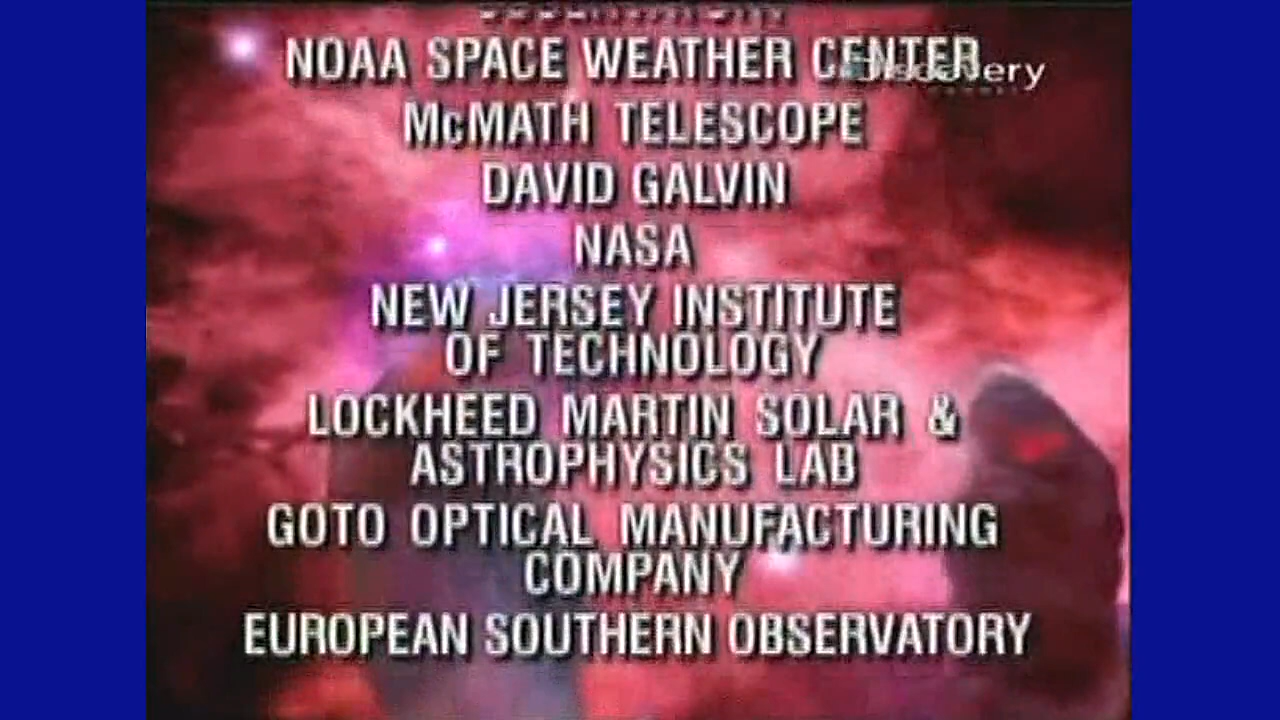 NOAA SPACE WEATHER CENTER
Discovery
McMATH TELESCOPE
DAVID GALVIN
NASA
NEW JERSEY INSTITUTE
OF TECHNOLOGY
LOCKHEED MARTIN SOLAR &
ASTROPHYSICS LAB
GOTO OPTICAL MANUFACTURING
COMPANY
EUROPEAN SOUTHERN OBSERVATORY